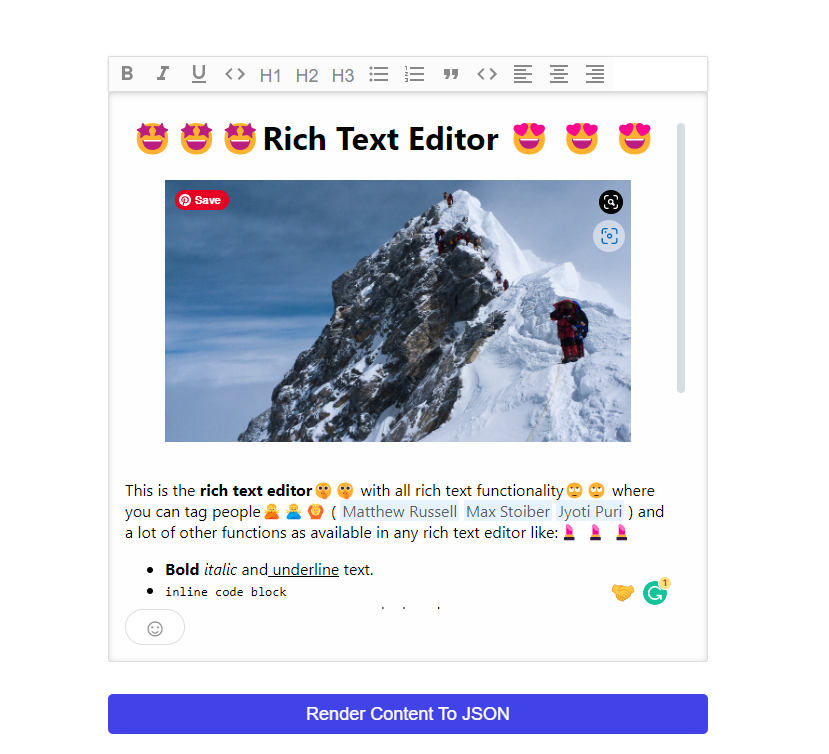 B I U <> H1 H2 H3 ” <>
🤩 🤩 🤩Rich Text Editor 😍 😍 😍
Save
This is the rich text editor🤫 🤫 with all rich text functionality🙄 🙄 where
you can tag people🙅 🙅‍♂️ 🙆 ( Matthew Russell Max Stoiber Jyoti Puri ) and
a lot of other functions as available in any rich text editor like:💄 💄 💄
• Bold italic and underline text.
• inline code block
1
Render Content To JSON